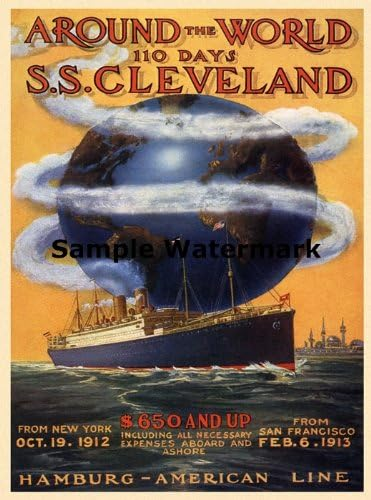 AROUND THE WORLD
110 DAYS
S.S. CLEVELAND
Sample Watermark
FROM NEW YORK
OCT. 19. 1912
$650 AND UP
INCLUDING ALL NECESSARY
EXPENSES ABOARD AND
ASHORE
FROM
SAN FRANCISCO
FEB. 6. 1913
HAMBURG-AMERICAN LINE